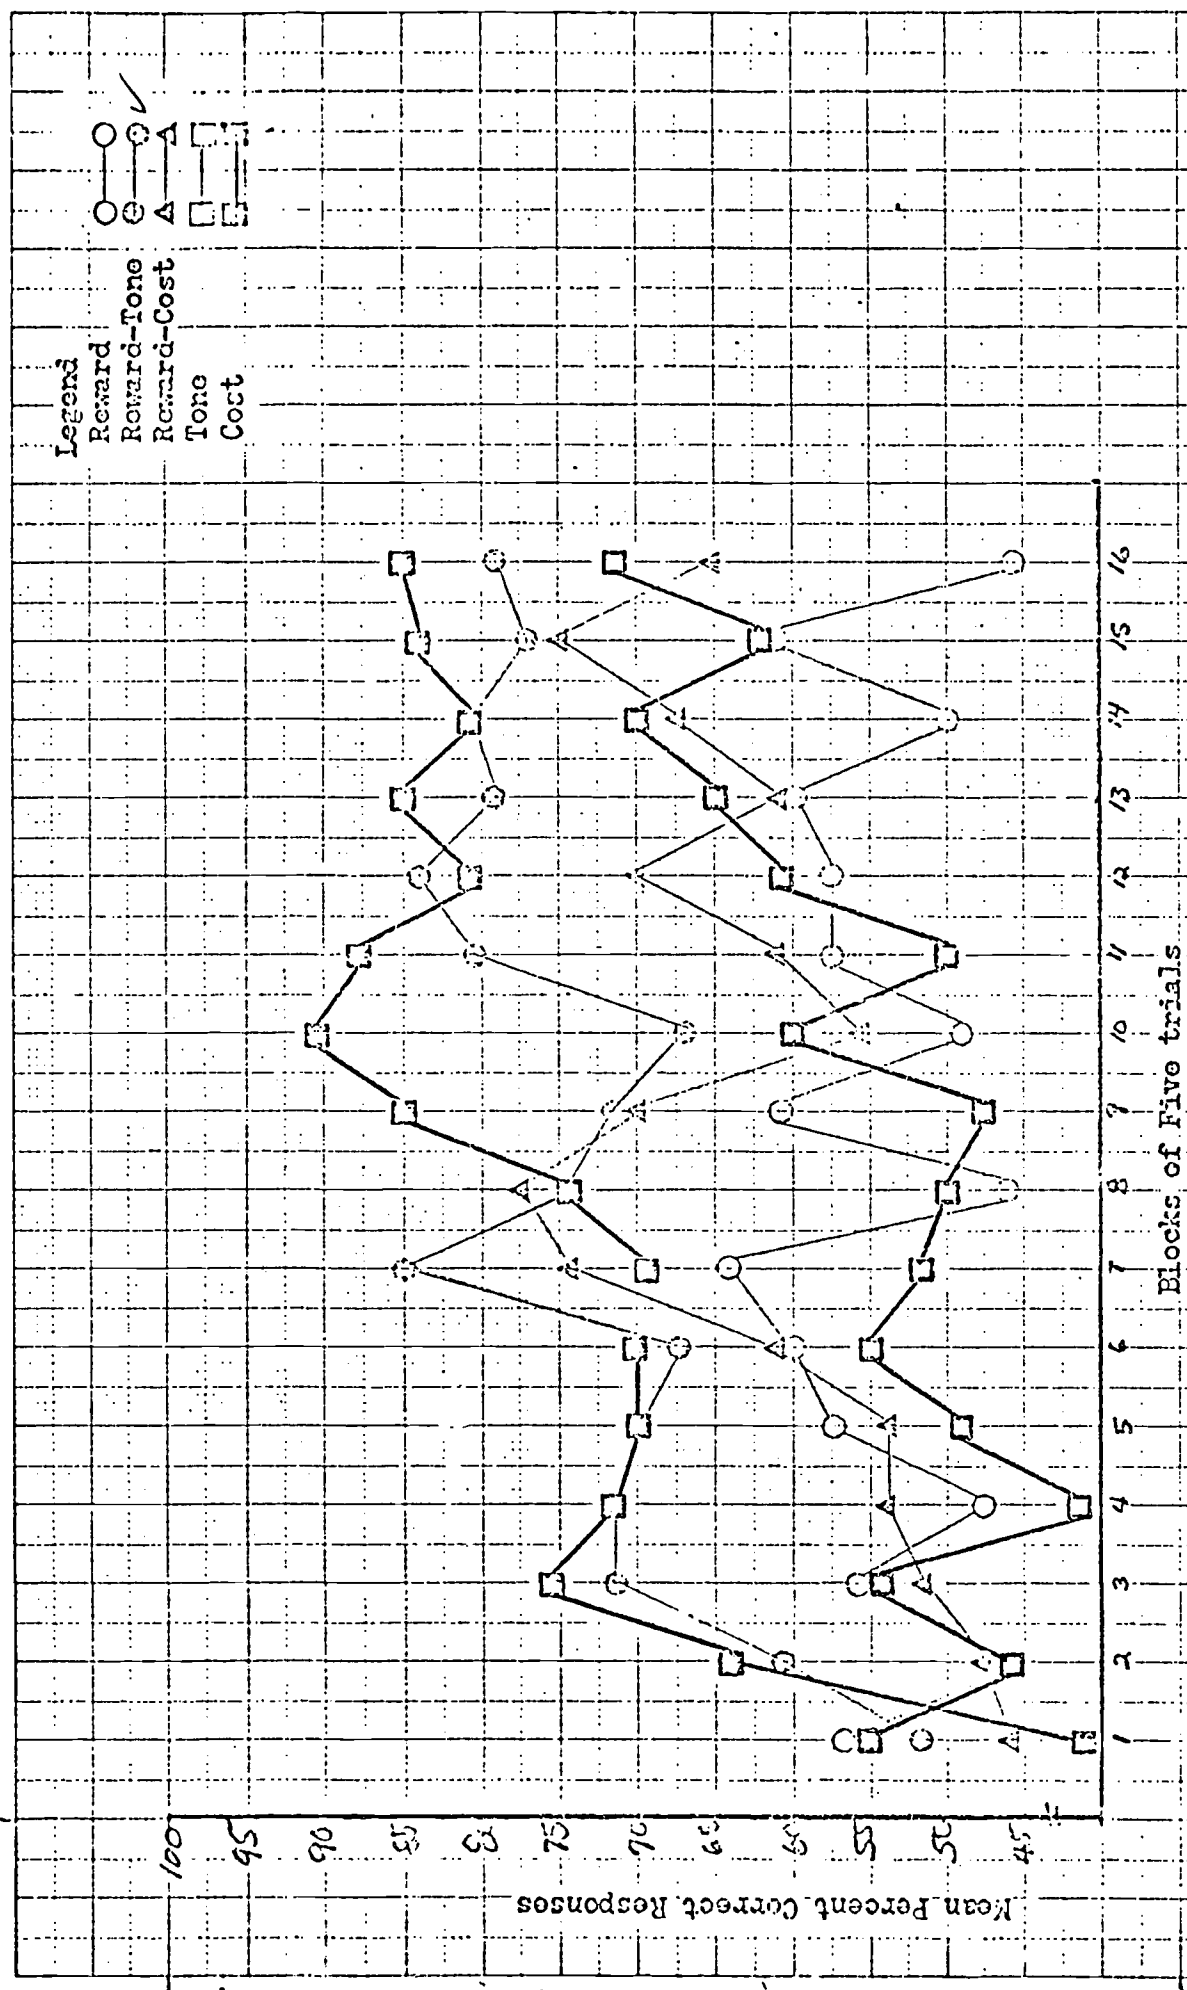 Legend
Reward
Reward-Tone
Reward-Cost
Tone
Cost
Mean Percent Correct Responses
100
95
90
85
80
75
70
65
60
55
50
45
1 2 3 4 5 6 7 8 9 10 11 12 13 14 15 16
Blocks of Five trials